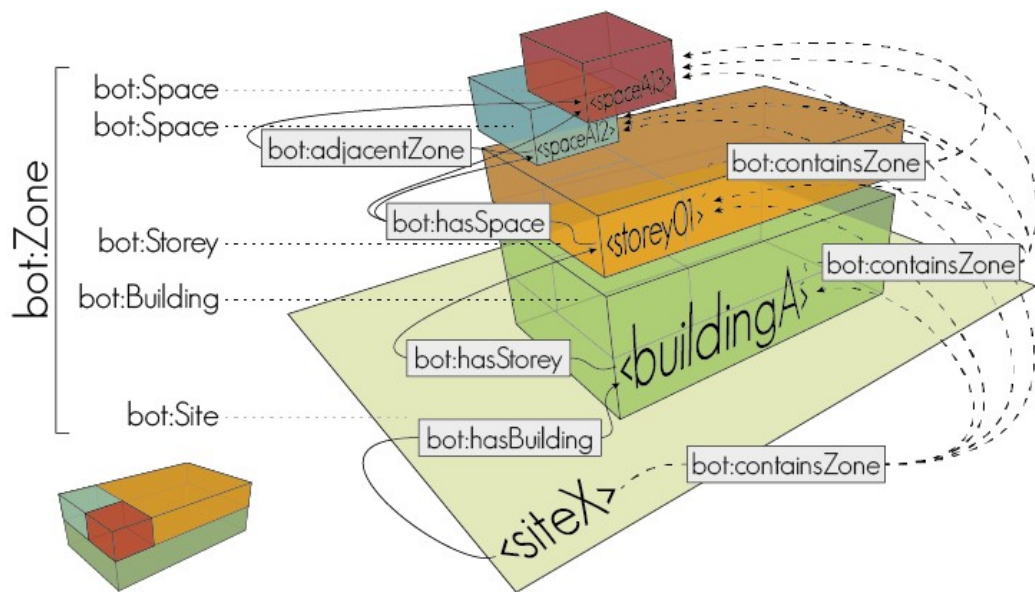 bot:Zone
bot:Space
bot:Space
bot:Storey
bot:Building
bot:Site
<spaceA13>
<spaceA12>
bot:adjacentZone
bot:containsZone
bot:hasSpace
<storey01>
bot:containsZone
<buildingA>
bot:hasStorey
bot:hasBuilding
bot:containsZone
<siteX>